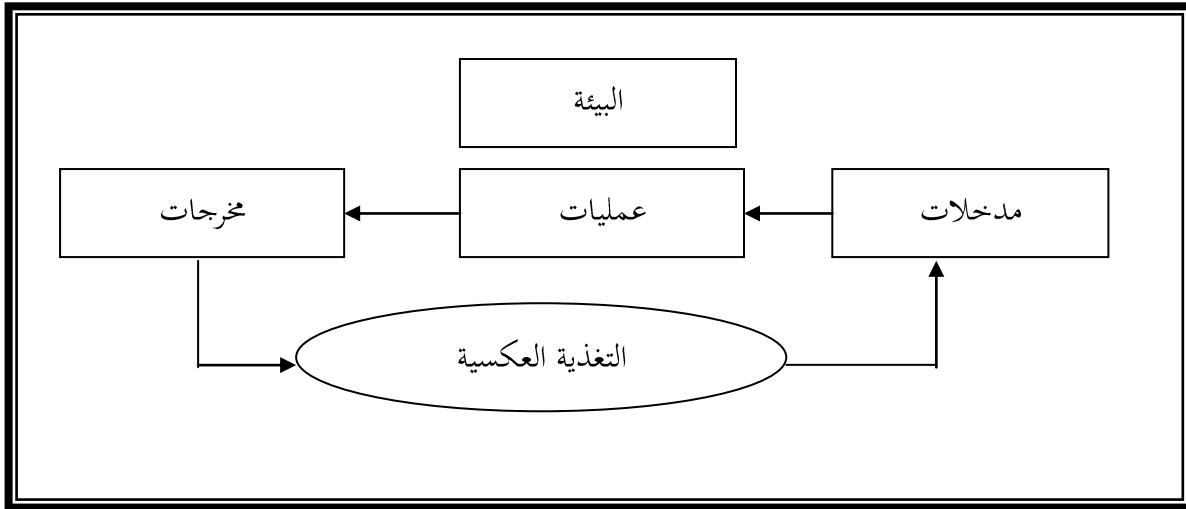 البيئة
مدخلات
عمليات
مخرجات
التغذية العكسية